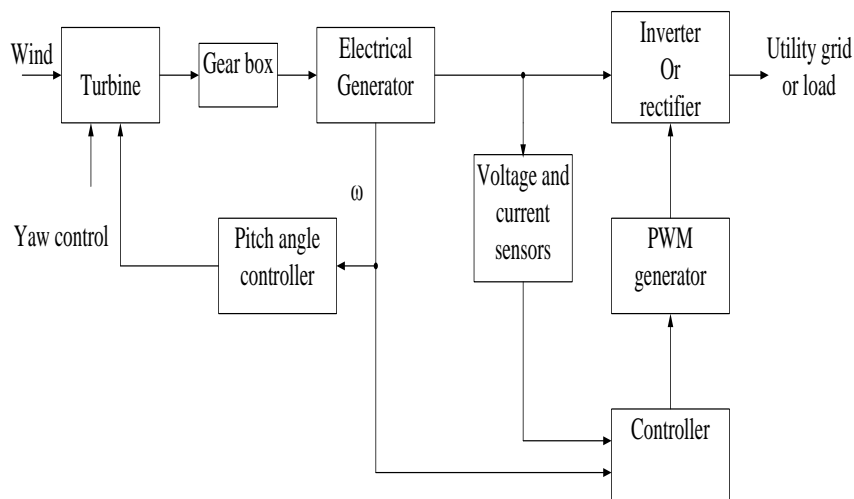 Wind
Turbine
Gear box
Electrical
Generator
Inverter
Or
rectifier
Utility grid
or load
ω
Voltage and
current
sensors
Yaw control
Pitch angle
controller
PWM
generator
Controller